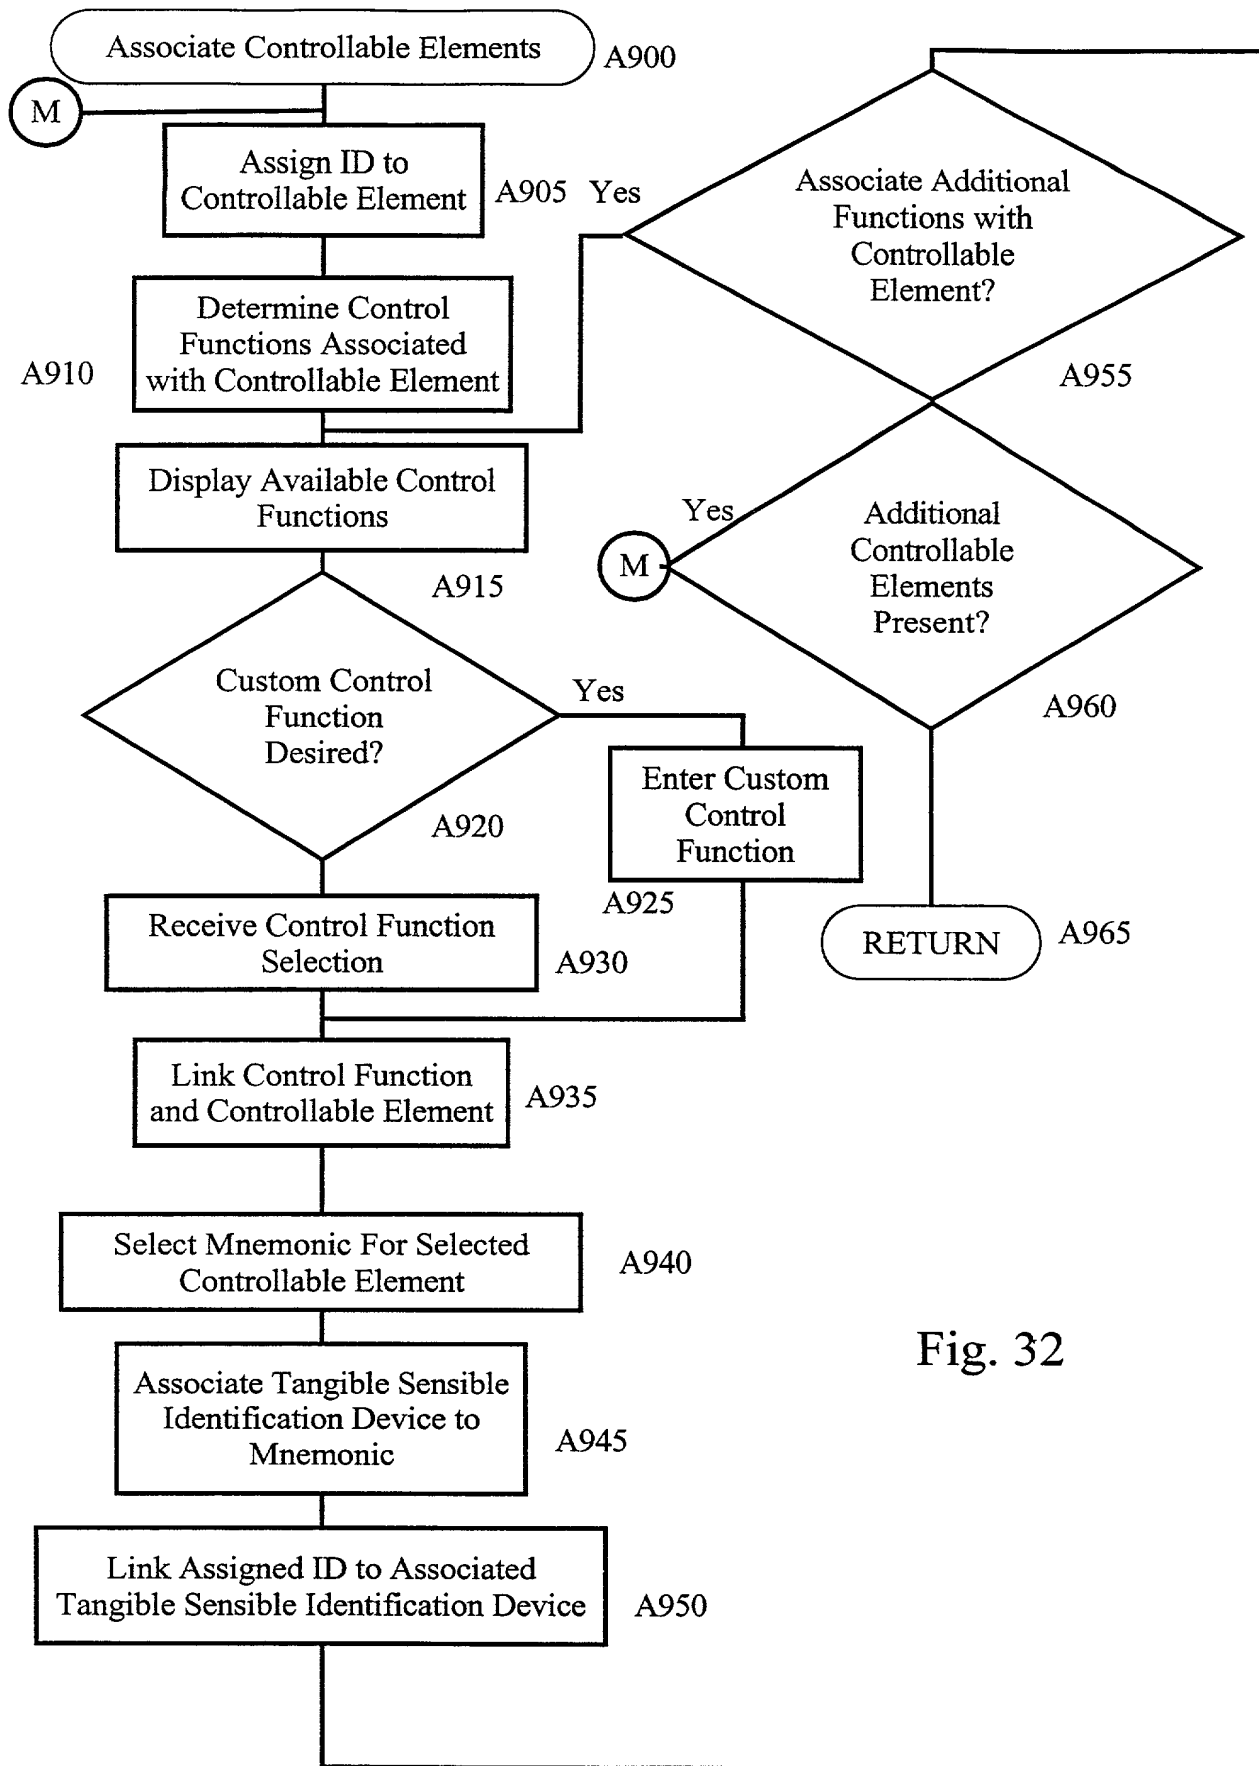 Associate Controllable Elements
A900
M
Assign ID to
Controllable Element
A905
Determine Control
Functions Associated
with Controllable Element
A910
Display Available Control
Functions
A915
Custom Control
Function
Desired?
Yes
A920
Enter Custom
Control
Function
A925
Receive Control Function
Selection
A930
Link Control Function
and Controllable Element
A935
Select Mnemonic For Selected
Controllable Element
A940
Associate Tangible Sensible
Identification Device to
Mnemonic
A945
Link Assigned ID to Associated
Tangible Sensible Identification Device
A950
Yes
Associate Additional
Functions with
Controllable
Element?
A955
Yes
M
Additional
Controllable
Elements
Present?
A960
RETURN
A965
Fig. 32